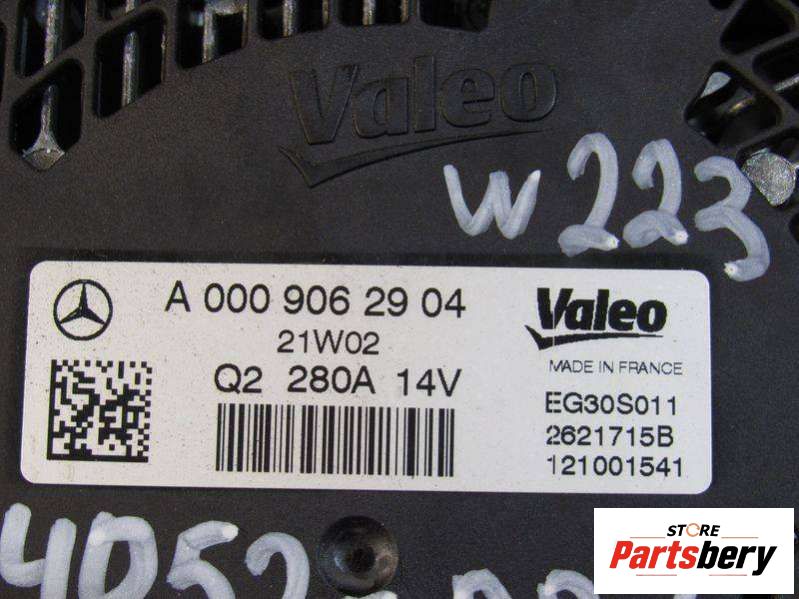 Valeo
W223
A 000 906 29 04
21W02
Q2 280A 14V
Valeo
MADE IN FRANCE
EG30S011
2621715B
121001541
STORE
Partsbery